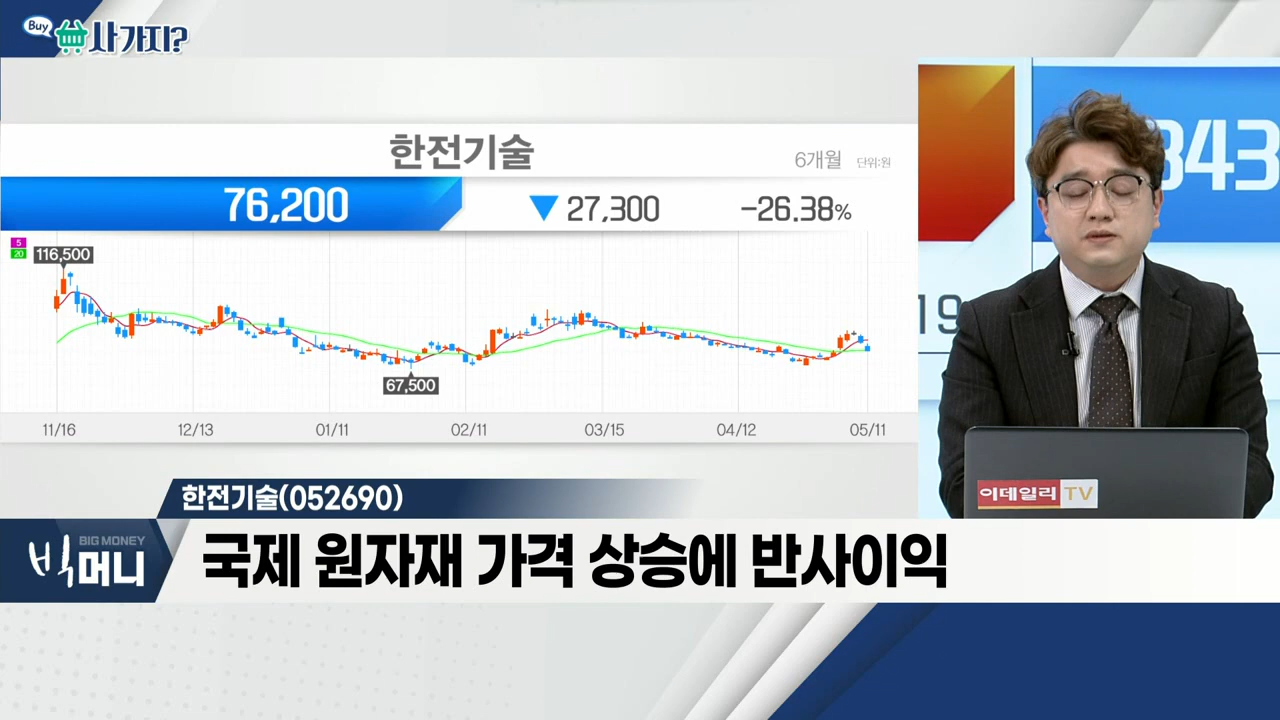 Buy 사가지?
한전기술
6개월 단위:원
76,200 ▼ 27,300 -26.38%
5
20
116,500
67,500
11/16 12/13 01/11 02/11 03/15 04/12 05/11
343
19
이데일리 TV
한전기술(052690)
BIG MONEY
빅머니
국제 원자재 가격 상승에 반사이익